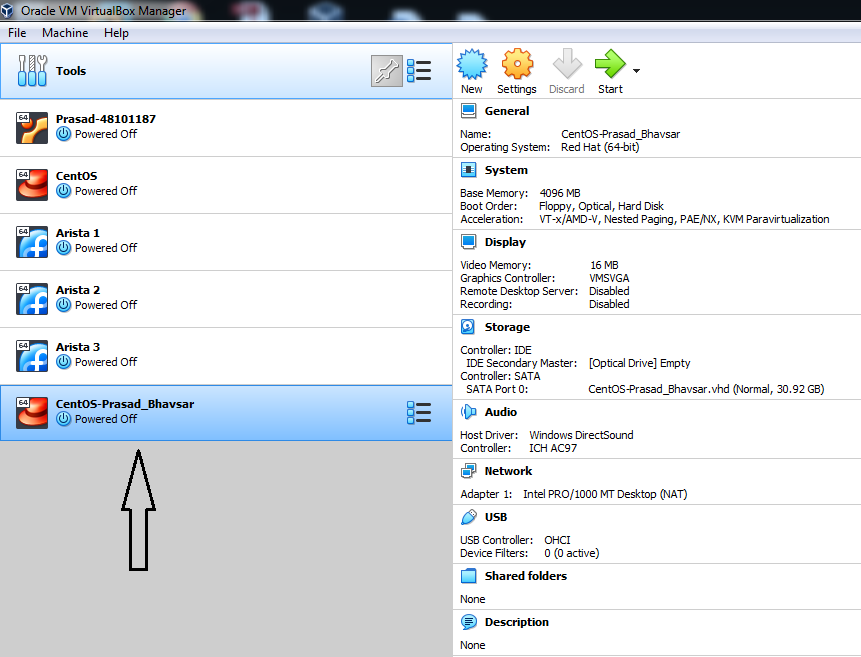 Oracle VM VirtualBox Manager
File Machine Help
Tools
64 Prasad-48101187
Powered Off
64 CentOS
Powered Off
64 Arista 1
Powered Off
64 Arista 2
Powered Off
64 Arista 3
Powered Off
64 CentOS-Prasad_Bhavsar
Powered Off
New Settings Discard Start
General
Name: CentOS-Prasad_Bhavsar
Operating System: Red Hat (64-bit)
System
Base Memory: 4096 MB
Boot Order: Floppy, Optical, Hard Disk
Acceleration: VT-x/AMD-V, Nested Paging, PAE/NX, KVM Paravirtualization
Display
Video Memory: 16 MB
Graphics Controller: VMSVGA
Remote Desktop Server: Disabled
Recording: Disabled
Storage
Controller: IDE
IDE Secondary Master: [Optical Drive] Empty
Controller: SATA
SATA Port 0: CentOS-Prasad_Bhavsar.vhd (Normal, 30.92 GB)
Audio
Host Driver: Windows DirectSound
Controller: ICH AC97
Network
Adapter 1: Intel PRO/1000 MT Desktop (NAT)
USB
USB Controller: OHCI
Device Filters: 0 (0 active)
Shared folders
None
Description
None